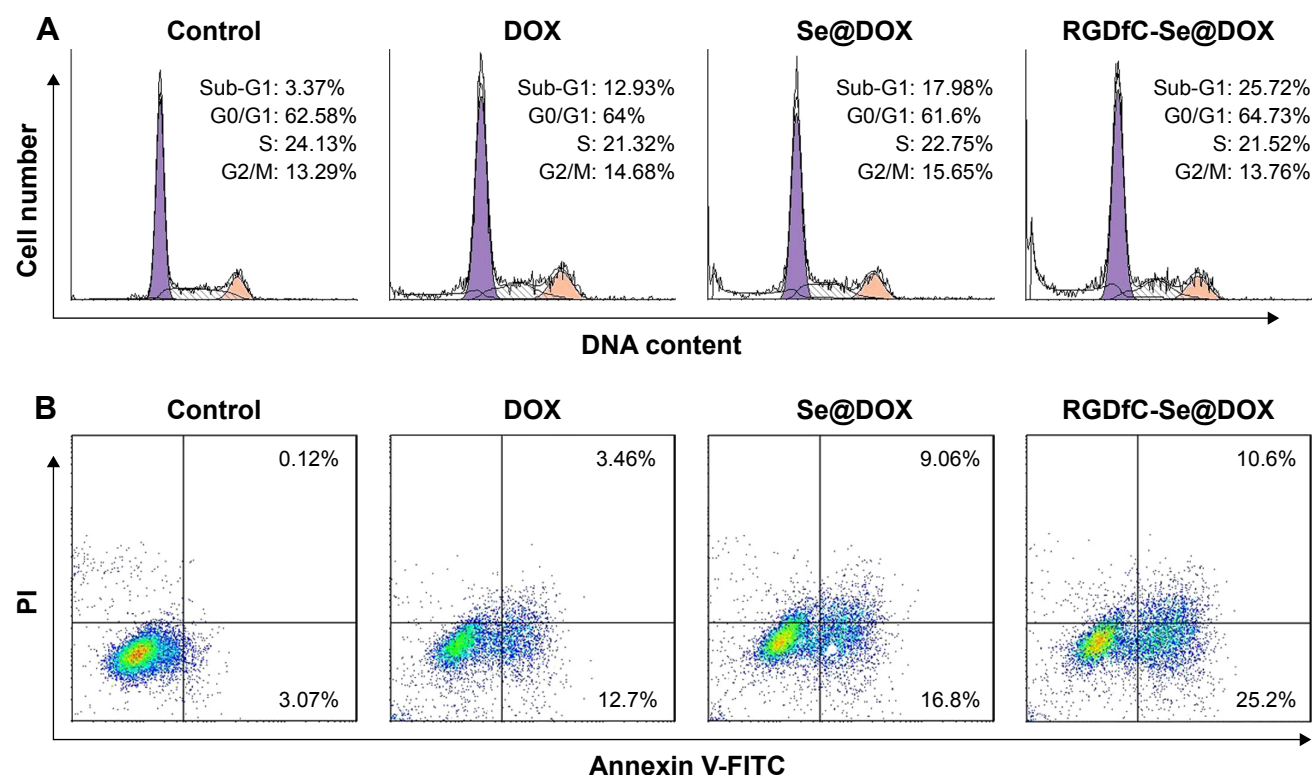 A
Control
DOX
Se@DOX
RGDfC-Se@DOX
Sub-G1: 3.37%
G0/G1: 62.58%
S: 24.13%
G2/M: 13.29%
Sub-G1: 12.93%
G0/G1: 64%
S: 21.32%
G2/M: 14.68%
Sub-G1: 17.98%
G0/G1: 61.6%
S: 22.75%
G2/M: 15.65%
Sub-G1: 25.72%
G0/G1: 64.73%
S: 21.52%
G2/M: 13.76%
Cell number
DNA content
B
Control
DOX
Se@DOX
RGDfC-Se@DOX
0.12%
3.07%
3.46%
12.7%
9.06%
16.8%
10.6%
25.2%
PI
Annexin V-FITC